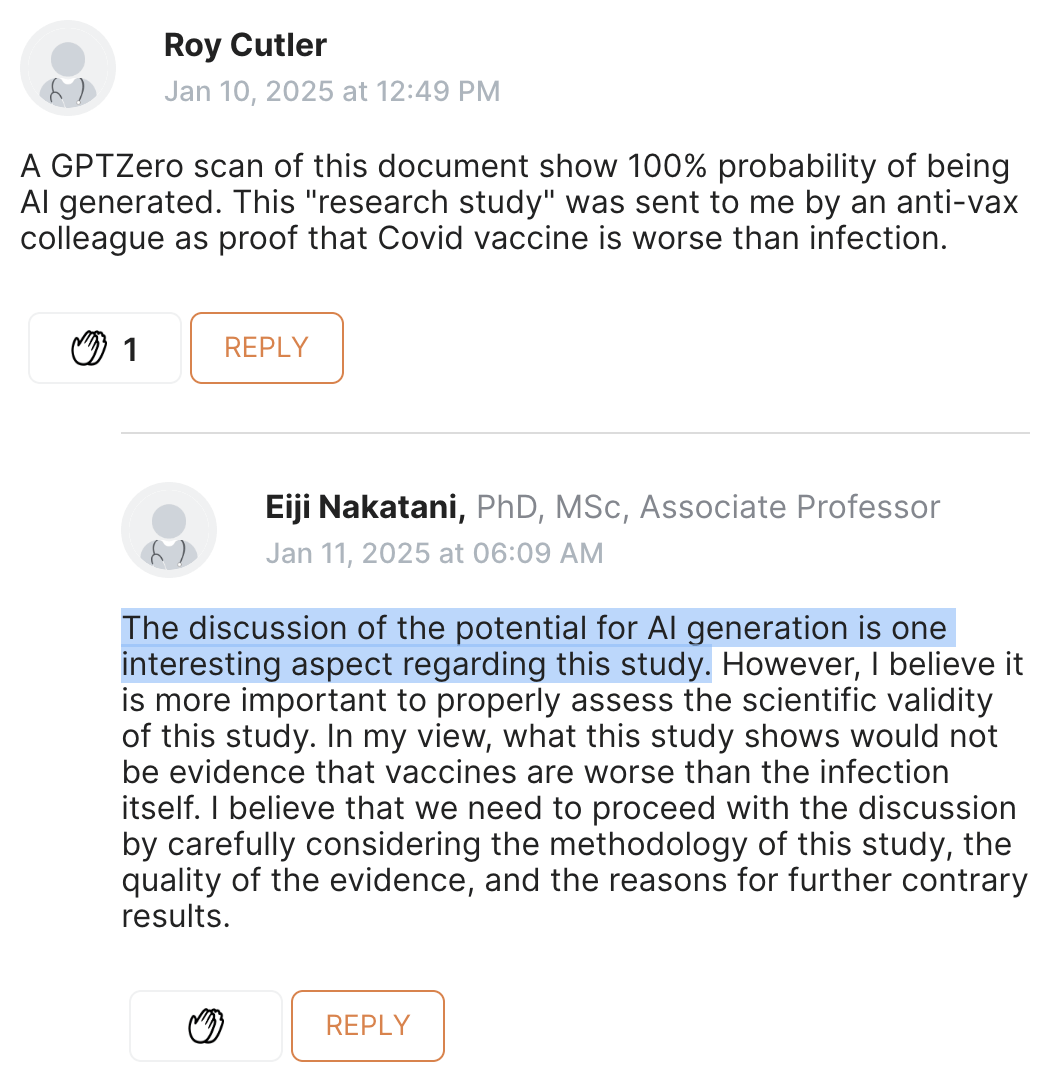 Roy Cutler
Jan 10, 2025 at 12:49 PM
A GPTZero scan of this document show 100% probability of being
AI generated. This "research study" was sent to me by an anti-vax
colleague as proof that Covid vaccine is worse than infection.
1
REPLY
Eiji Nakatani, PhD, MSc, Associate Professor
Jan 11, 2025 at 06:09 AM
The discussion of the potential for AI generation is one
interesting aspect regarding this study. However, I believe it
is more important to properly assess the scientific validity
of this study. In my view, what this study shows would not
be evidence that vaccines are worse than the infection
itself. I believe that we need to proceed with the discussion
by carefully considering the methodology of this study, the
quality of the evidence, and the reasons for further contrary
results.
REPLY